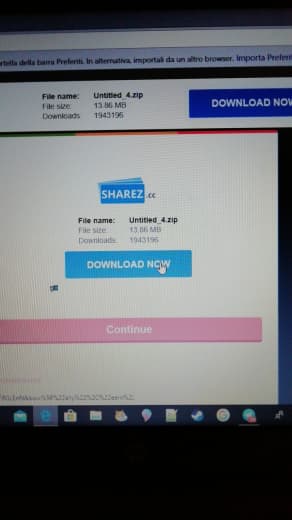 rtella della barra Preferiti. In alternativa, importali da un altro browser. Importa Preferiti
File name: Untitled_4.zip
File size: 13.86 MB
Downloads: 1943196
DOWNLOAD NOW
SHAREZ.cc
File name: Untitled_4.zip
File size: 13.86 MB
Downloads: 1943196
DOWNLOAD NOW
Continue